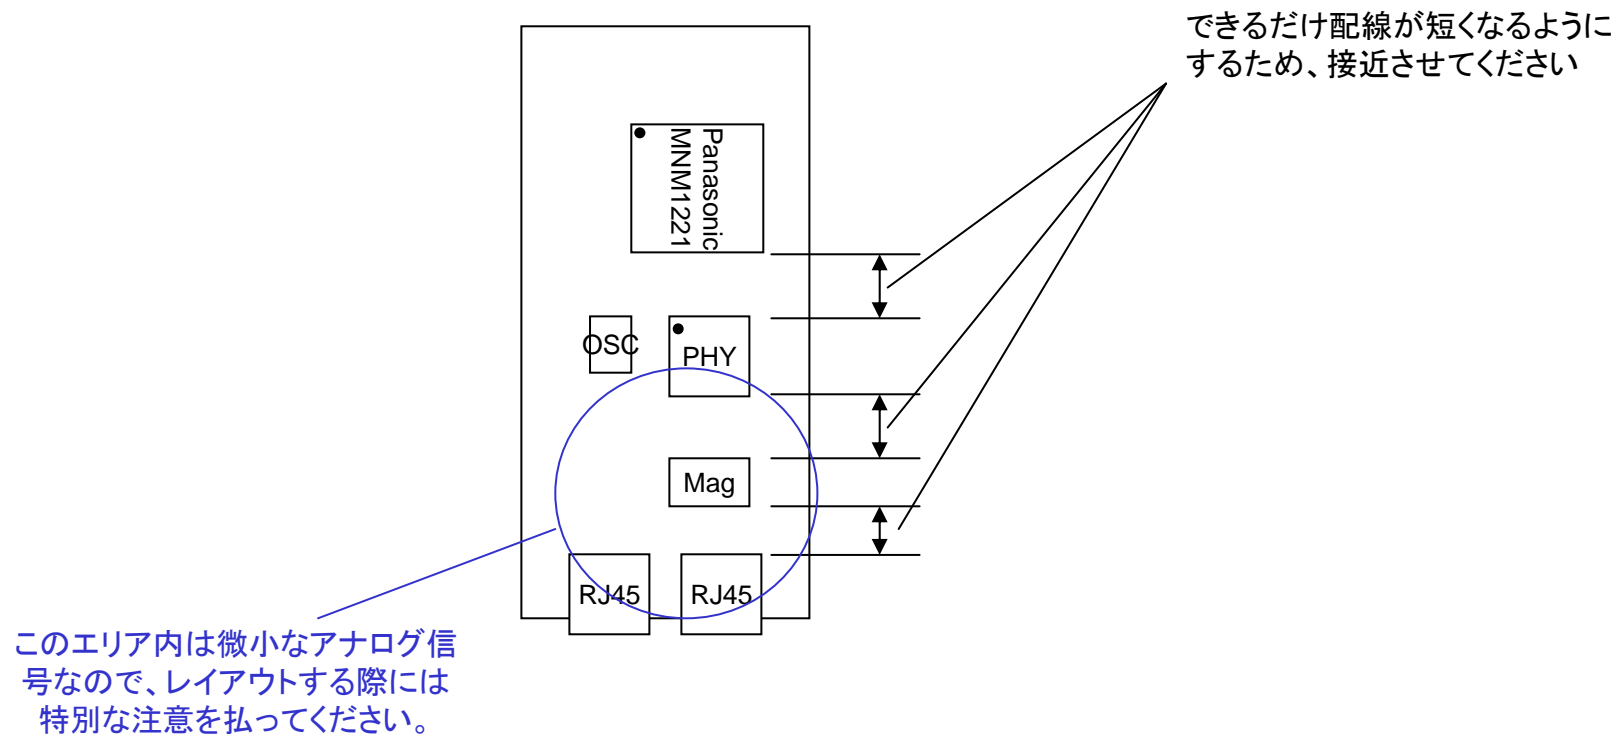 できるだけ配線が短くなるように
するため、接近させてください
Panasonic
MNM1221
OSC
PHY
Mag
RJ45
RJ45
このエリア内は微小なアナログ信
号なので、レイアウトする際には
特別な注意を払ってください。